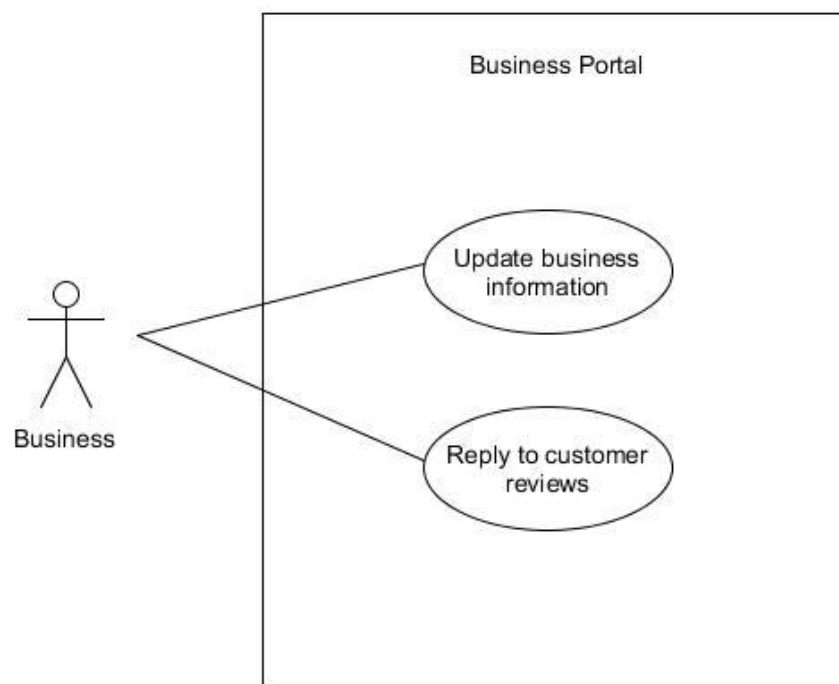 Business Portal
Update business
information
Business
Reply to customer
reviews